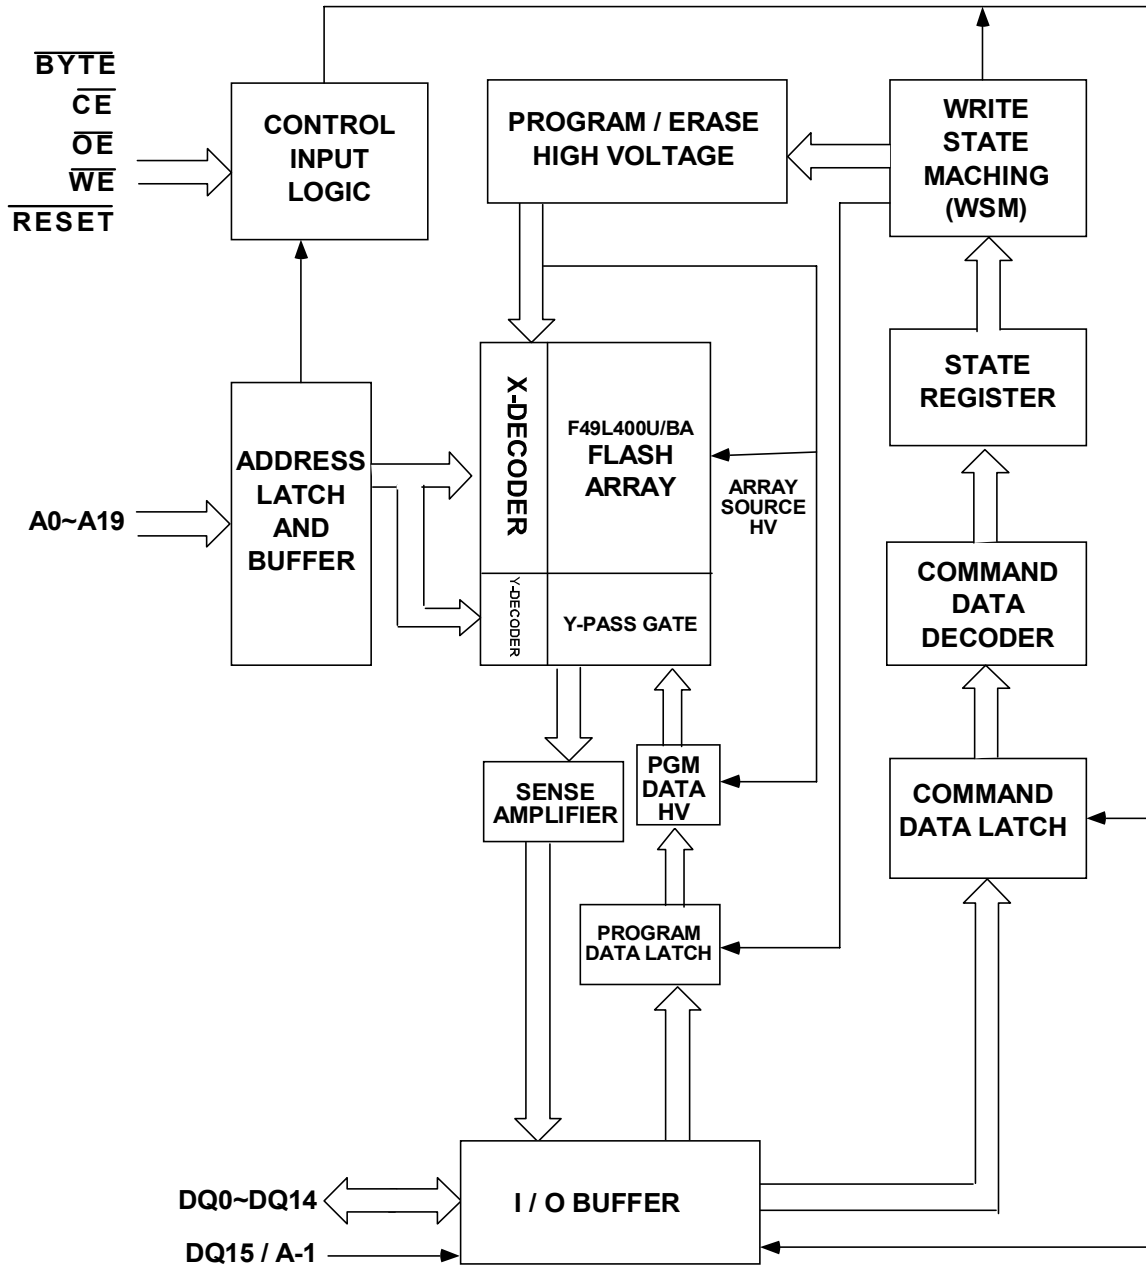 BYTE
CE
OE
WE
RESET
CONTROL
INPUT
LOGIC
PROGRAM / ERASE
HIGH VOLTAGE
WRITE
STATE
MACHING
(WSM)
STATE
REGISTER
X-DECODER
F49L400U/BA
FLASH
ARRAY
ADDRESS
LATCH
AND
BUFFER
A0~A19
ARRAY
SOURCE
HV
Y-DECODER
Y-PASS GATE
COMMAND
DATA
DECODER
SENSE
AMPLIFIER
PGM
DATA
HV
COMMAND
DATA LATCH
PROGRAM
DATA LATCH
DQ0~DQ14
I / O BUFFER
DQ15 / A-1